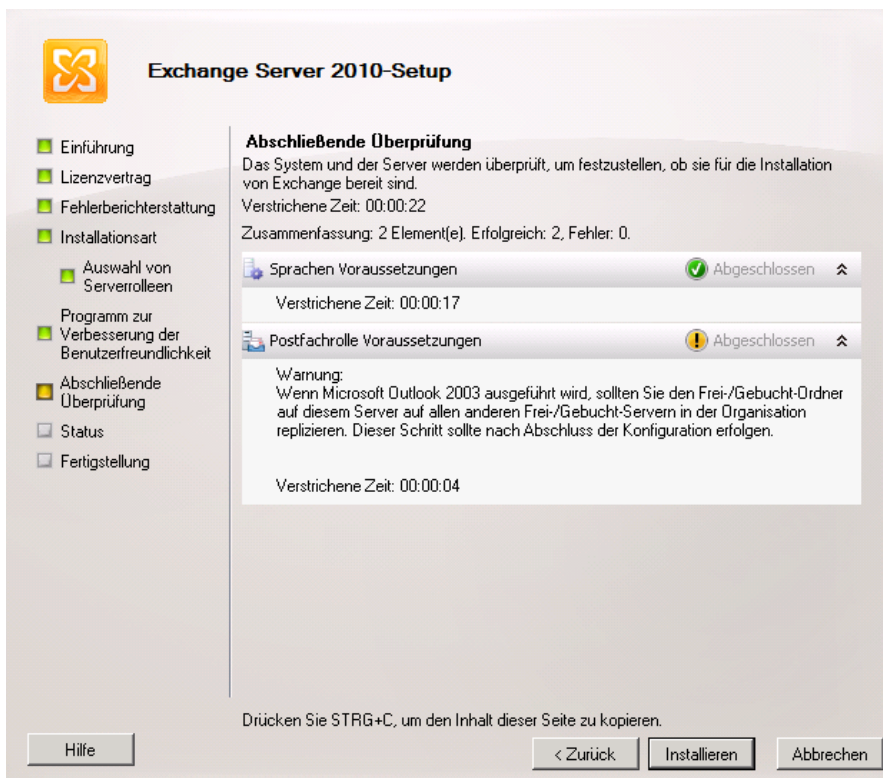 Exchange Server 2010-Setup
Einführung
Lizenzvertrag
Fehlerberichterstattung
Installationsart
Auswahl von
Serverrolleen
Programm zur
Verbesserung der
Benutzerfreundlichkeit
Abschließende
Überprüfung
Status
Fertigstellung
Abschließende Überprüfung
Das System und der Server werden überprüft, um festzustellen, ob sie für die Installation
von Exchange bereit sind.
Verstrichene Zeit: 00:00:22
Zusammenfassung: 2 Element(e). Erfolgreich: 2, Fehler: 0.
Sprachen Voraussetzungen Abgeschlossen
Verstrichene Zeit: 00:00:17
Postfachrolle Voraussetzungen Abgeschlossen
Warnung:
Wenn Microsoft Outlook 2003 ausgeführt wird, sollten Sie den Frei-/Gebucht-Ordner
auf diesem Server auf allen anderen Frei-/Gebucht-Servern in der Organisation
replizieren. Dieser Schritt sollte nach Abschluss der Konfiguration erfolgen.
Verstrichene Zeit: 00:00:04
Drücken Sie STRG+C, um den Inhalt dieser Seite zu kopieren.
Hilfe
< Zurück
Installieren
Abbrechen